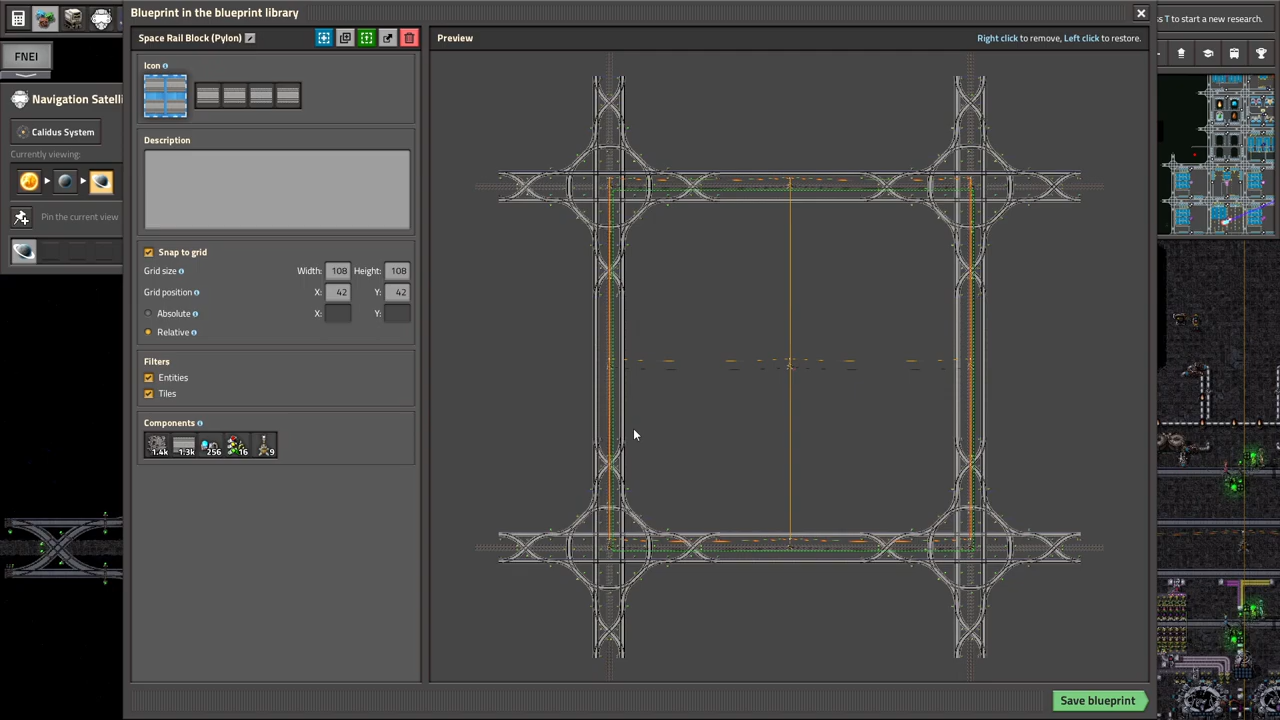 Blueprint in the blueprint library
ss T to start a new research.
Space Rail Block (Pylon)
Preview
Right click to remove, Left click to restore.
FNEI
Icon
Navigation Satelli
Calidus System
Description
Currently viewing:
Pin the current view
Snap to grid
Grid size
Width: 108 Height: 108
Grid position
X: 42 Y: 42
Absolute
X: Y:
Relative
Filters
Entities
Tiles
Components
1.4k 1.3k 256 16 9
Save blueprint